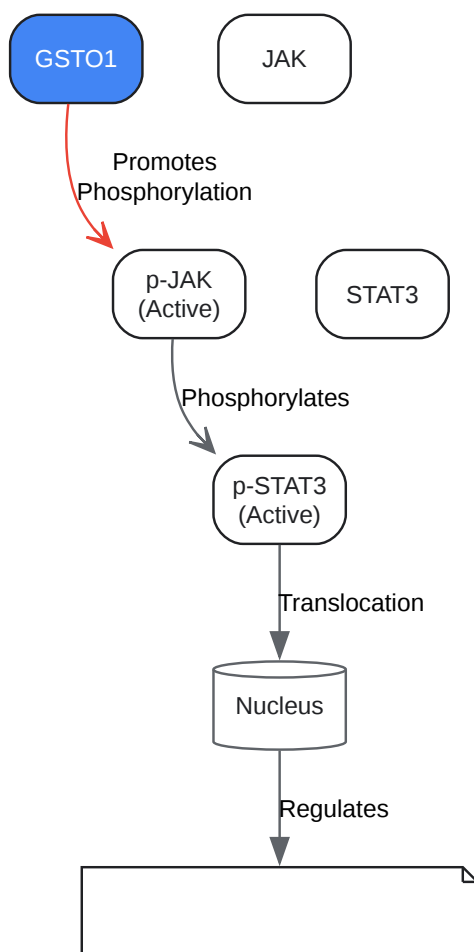 GSTO1
JAK
Promotes
Phosphorylation
p-JAK
(Active)
STAT3
Phosphorylates
p-STAT3
(Active)
Translocation
Nucleus
Regulates